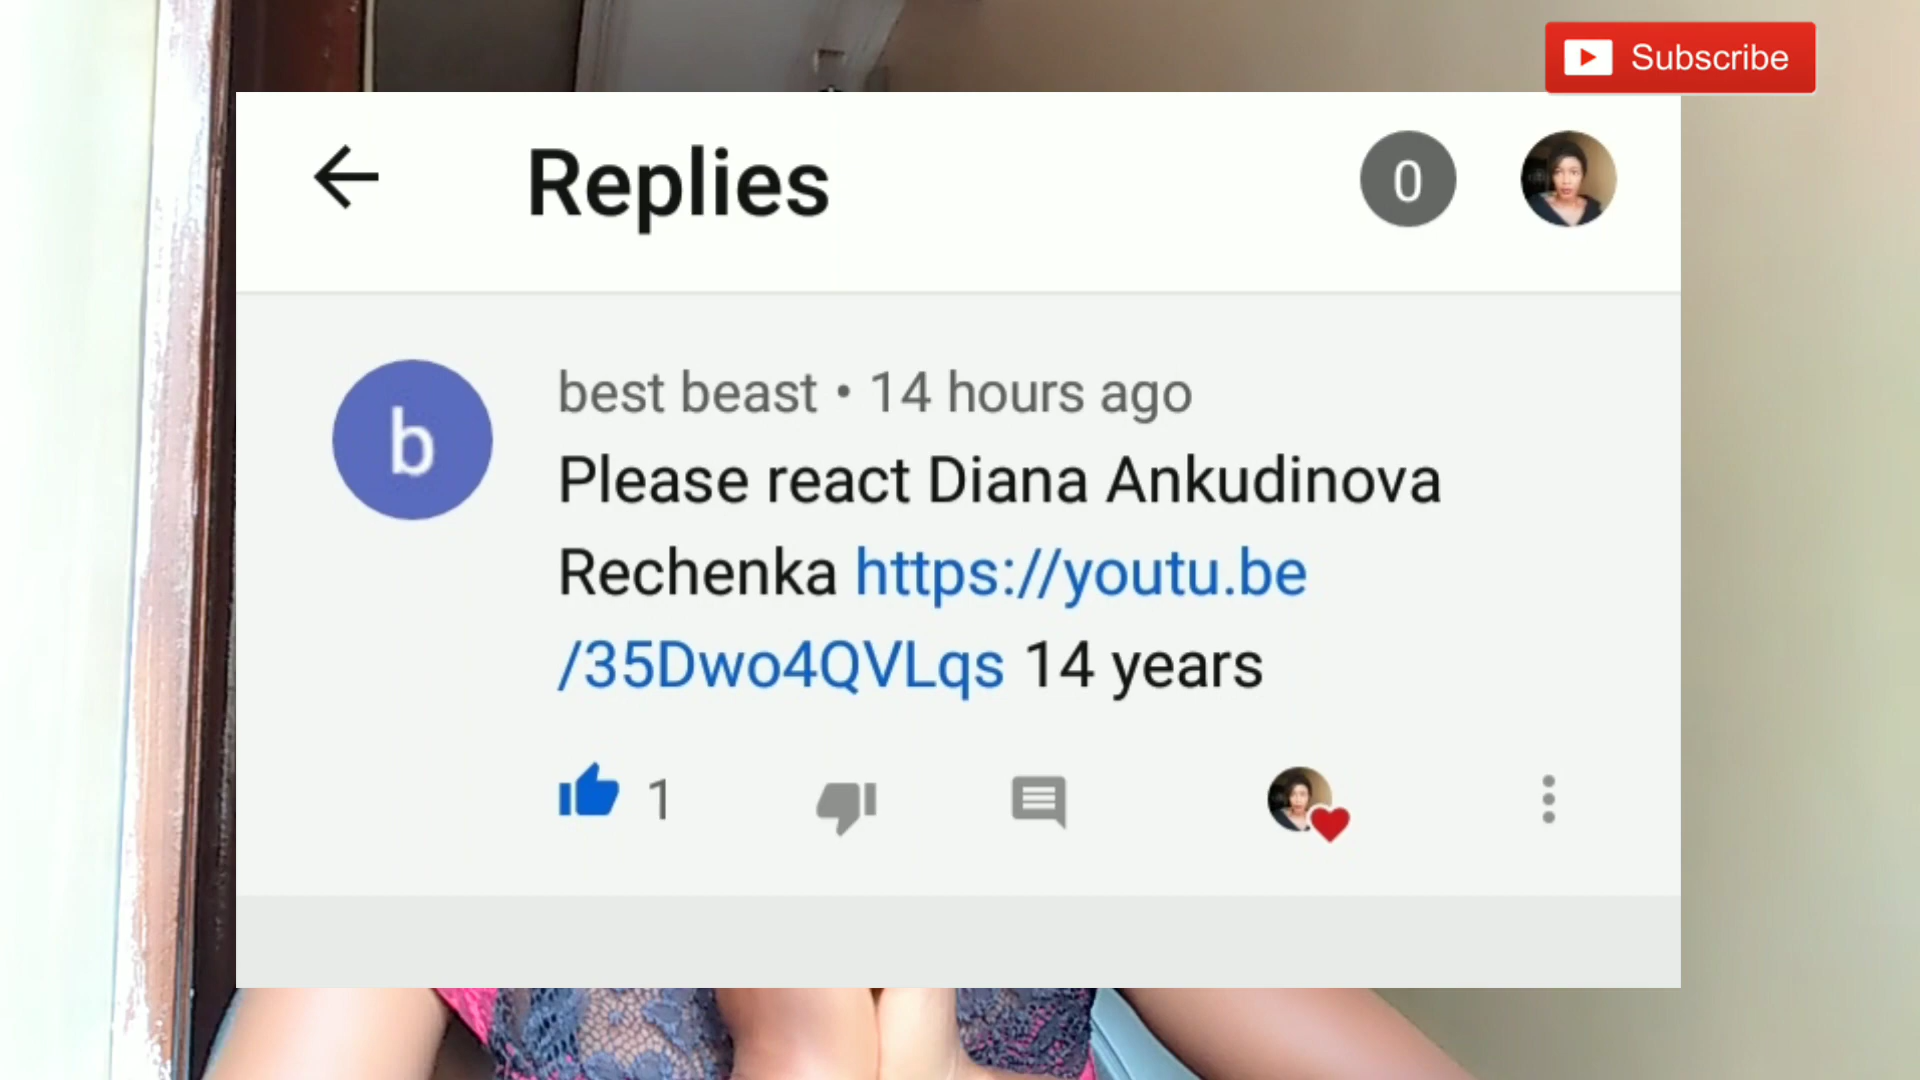 Subscribe
Replies
0
b
best beast • 14 hours ago
Please react Diana Ankudinova
Rechenka https://youtu.be
/35Dwo4QVLqs 14 years
1